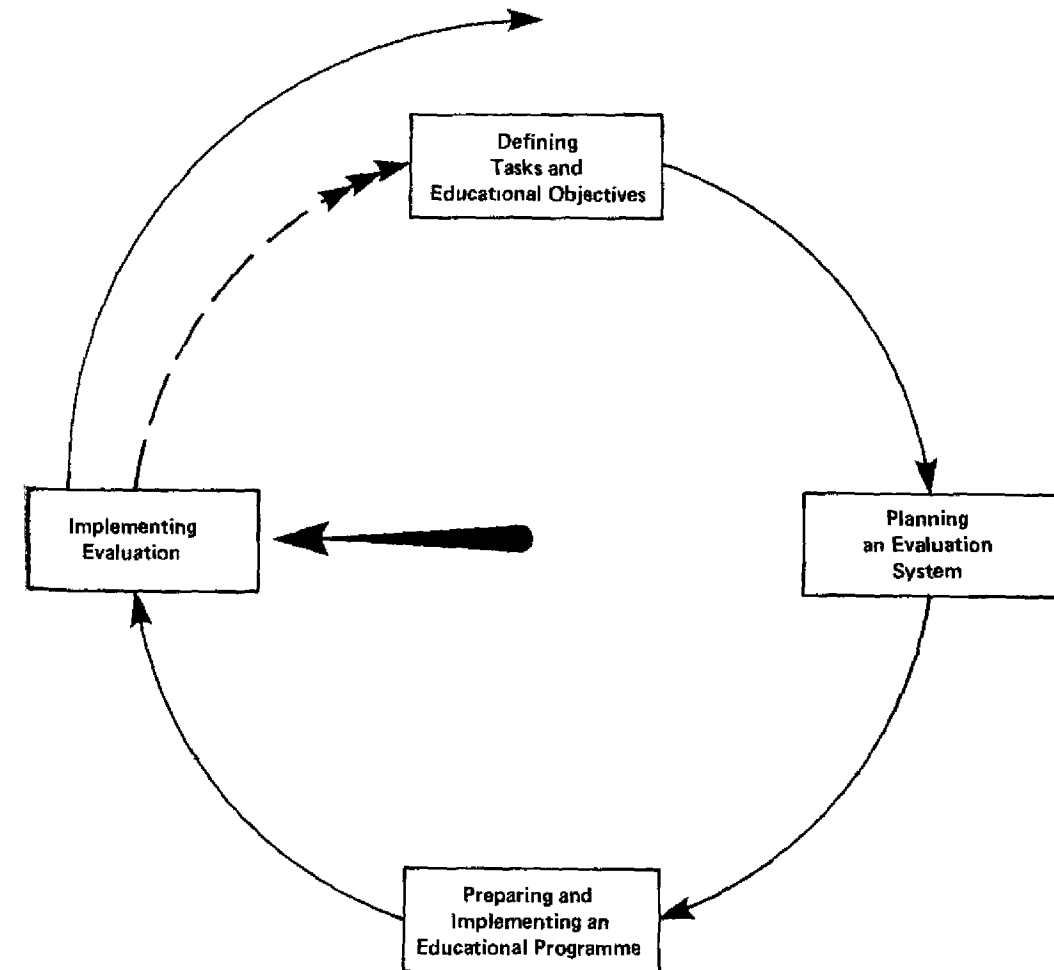 Defining
Tasks and
Educational Objectives
Implementing
Evaluation
Planning
an Evaluation
System
Preparing and
Implementing an
Educational Programme